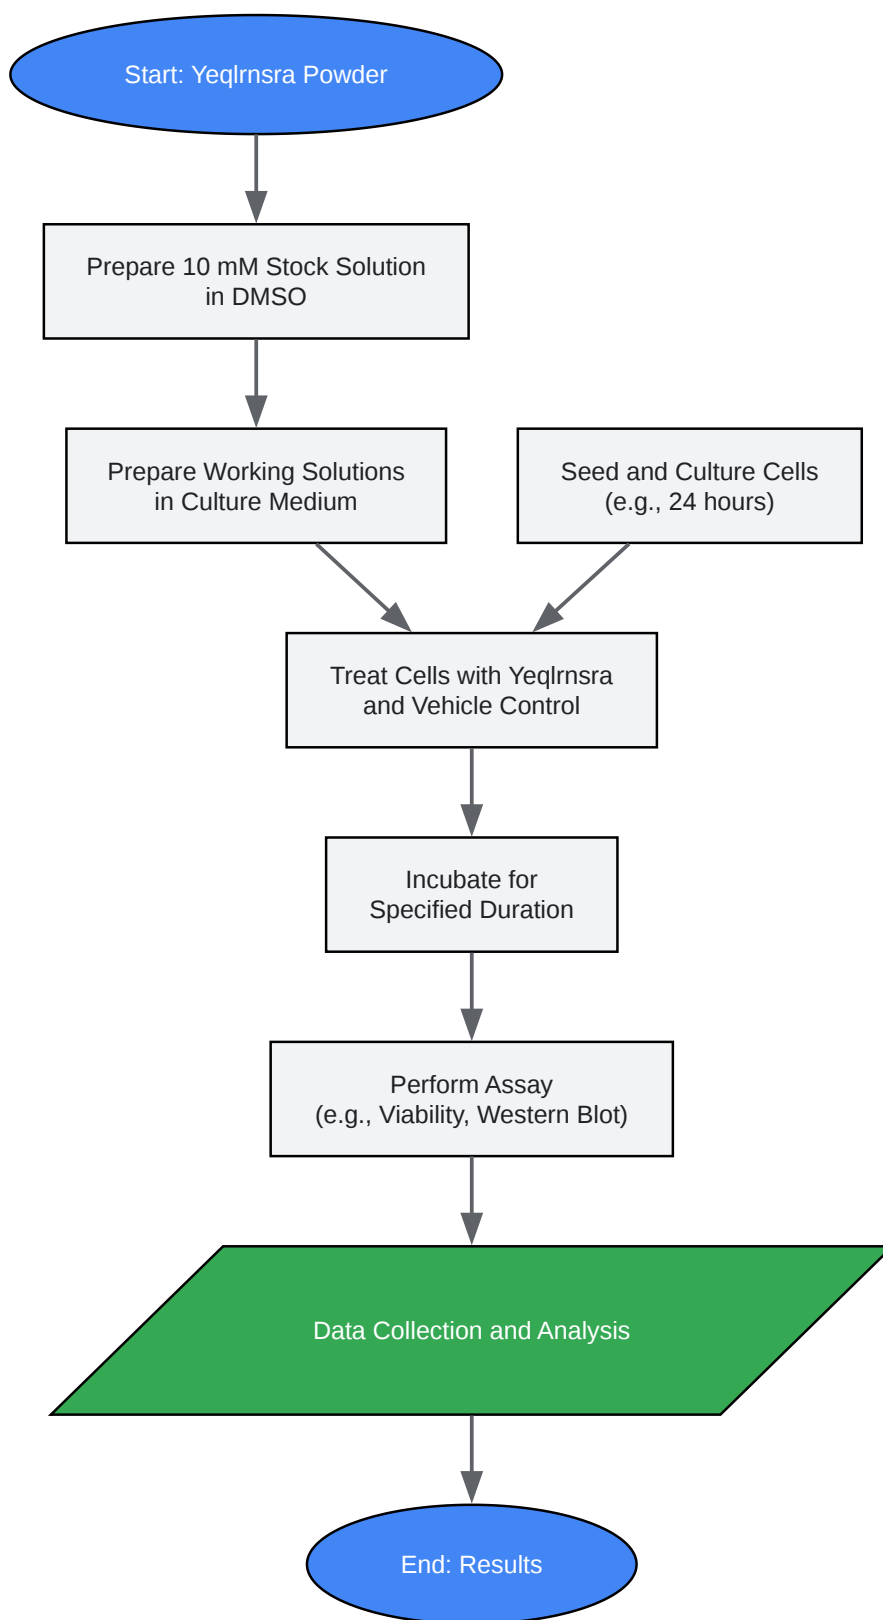 Start: Yeqlrnsra Powder
Prepare 10 mM Stock Solution
in DMSO
Prepare Working Solutions
in Culture Medium
Seed and Culture Cells
(e.g., 24 hours)
Treat Cells with Yeqlrnsra
and Vehicle Control
Incubate for
Specified Duration
Perform Assay
(e.g., Viability, Western Blot)
Data Collection and Analysis
End: Results